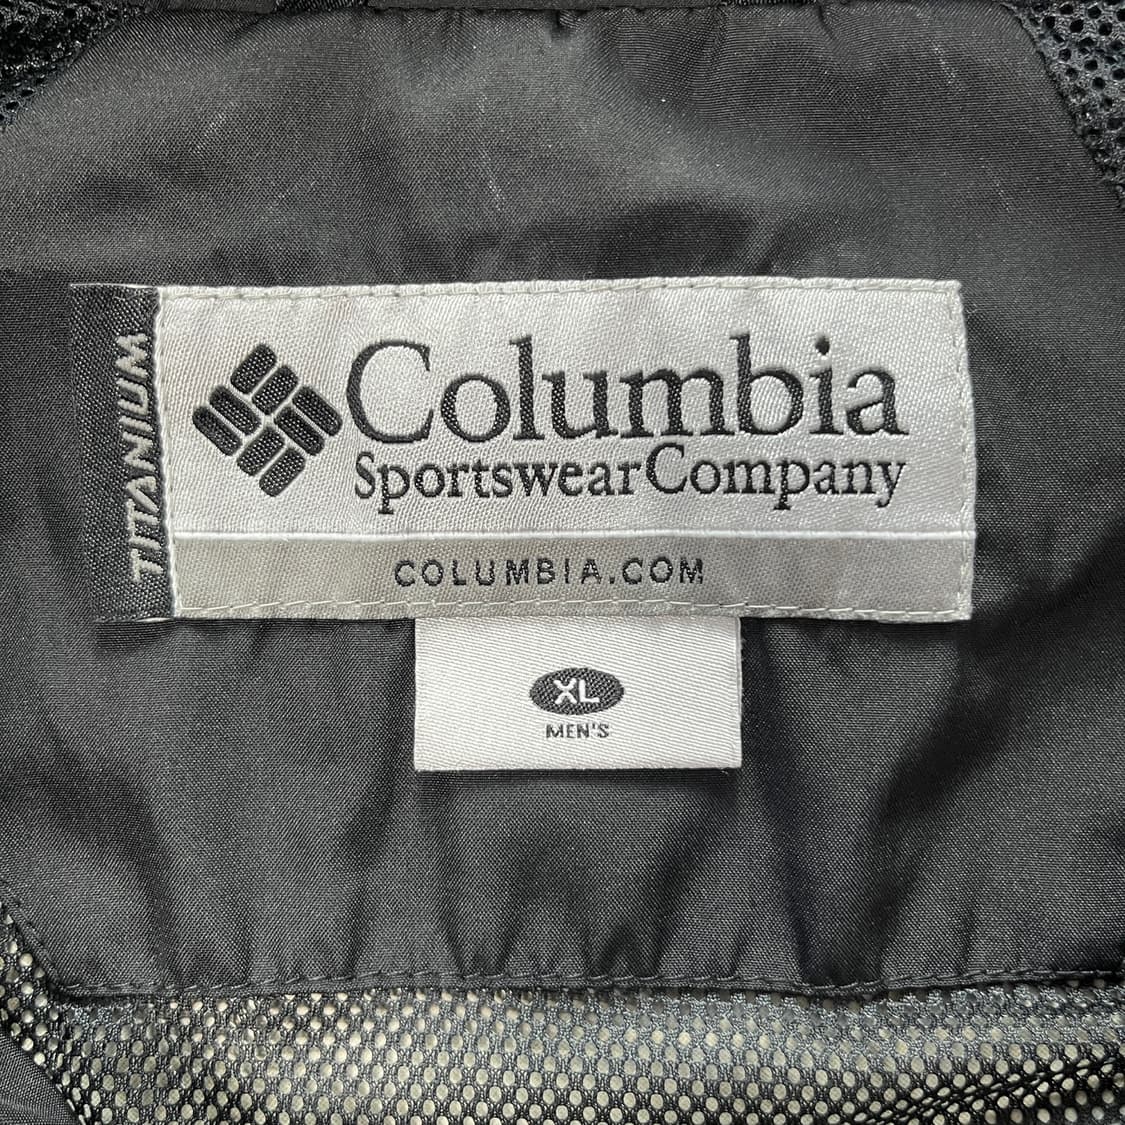 TITANIUM
Columbia
Sportswear Company
COLUMBIA.COM
XL
MEN'S